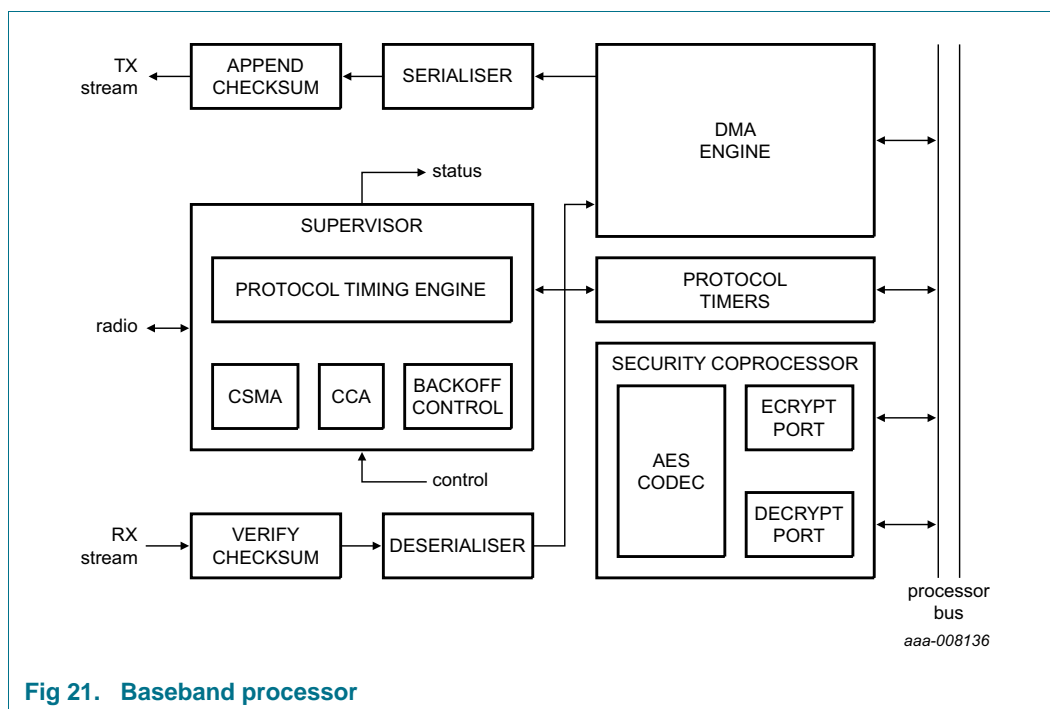 TX
stream
APPEND
CHECKSUM
SERIALISER
DMA
ENGINE
status
SUPERVISOR
PROTOCOL TIMING ENGINE
PROTOCOL
TIMERS
radio
CSMA
CCA
BACKOFF
CONTROL
SECURITY COPROCESSOR
AES
CODEC
ECRYPT
PORT
DECRYPT
PORT
control
RX
stream
VERIFY
CHECKSUM
DESERIALISER
processor
bus
aaa-008136
Fig 21. Baseband processor